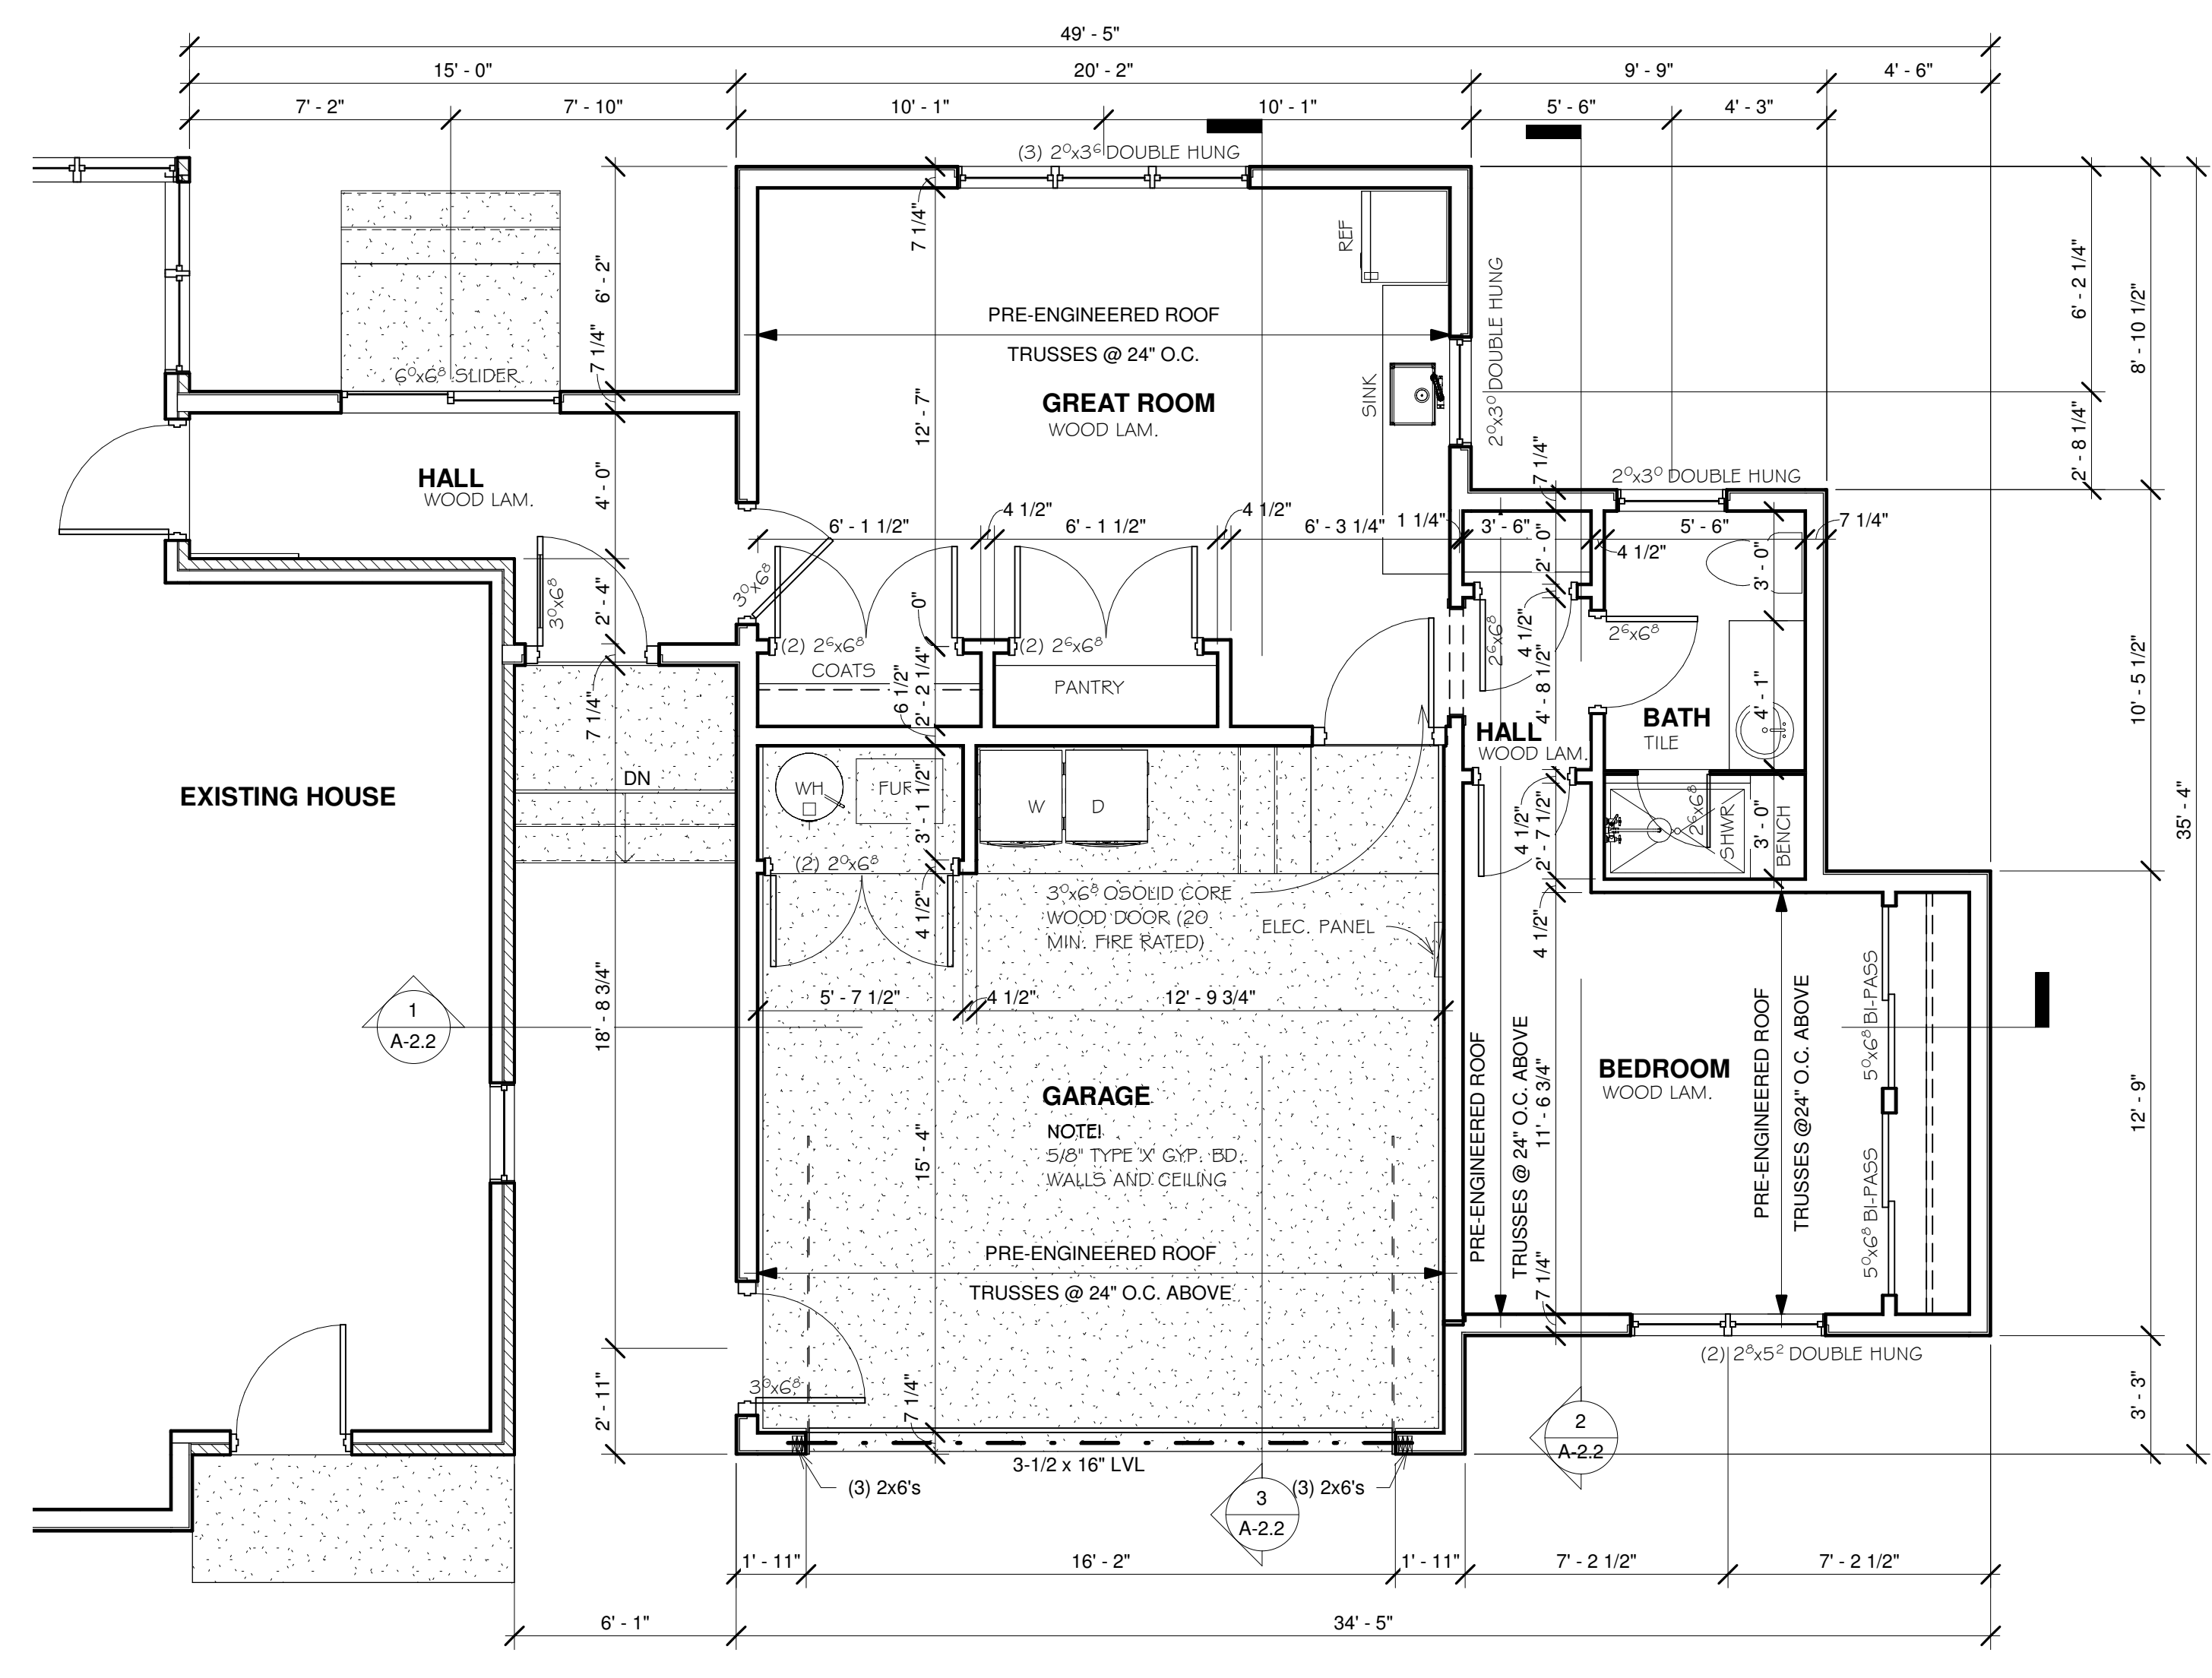 49' - 5"
15' - 0"
20' - 2"
9' - 9"
4' - 6"
7' - 2"
7' - 10"
10' - 1"
10' - 1"
5' - 6"
4' - 3"
(3) 2⁰x3⁶ DOUBLE HUNG
7 1/4"
REF
6' - 2"
7 1/4"
6⁰x6⁸ SLIDER
PRE-ENGINEERED ROOF
TRUSSES @ 24" O.C.
GREAT ROOM
WOOD LAM.
12' - 7"
SINK
2⁰x3⁰ DOUBLE HUNG
6' - 2 1/4"
8' - 10 1/2"
2' - 8 1/4"
HALL
WOOD LAM.
4' - 0"
7 1/4"
2⁰x3⁰ DOUBLE HUNG
6' - 1 1/2"
4 1/2"
6' - 1 1/2"
4 1/2"
6' - 3 1/4"
1 1/4"
3' - 6"
2' - 0"
4 1/2"
5' - 6"
7 1/4"
3' - 0"
3⁰x6⁸
2' - 4"
3⁰x6⁸
(2) 2⁶x6⁸
COATS
(2) 2⁶x6⁸
PANTRY
0"
2' - 2 1/4"
6 1/2"
2⁶x6⁸
4 1/2"
4' - 8 1/2"
2⁶x6⁸
4' - 1"
10' - 5 1/2"
7 1/4"
HALL
WOOD LAM.
BATH
TILE
EXISTING HOUSE
DN
WH
FUR
3' - 1 1/2"
W
D
(2) 2⁰x6⁸
4 1/2"
4 1/2"
2' - 7 1/2"
2⁶x6⁸
SHWR
3' - 0"
BENCH
35' - 4"
3⁰x6⁸ OSOLID CORE
WOOD DOOR (20
MIN. FIRE RATED)
ELEC. PANEL
4 1/2"
5' - 7 1/2"
4 1/2"
12' - 9 3/4"
1
A-2.2
18' - 8 3/4"
GARAGE
NOTE!
5/8" TYPE 'X' GYP. BD.
WALLS AND CEILING
15' - 4"
PRE-ENGINEERED ROOF
TRUSSES @ 24" O.C. ABOVE
PRE-ENGINEERED ROOF
TRUSSES @ 24" O.C. ABOVE
11' - 6 3/4"
7 1/4"
BEDROOM
WOOD LAM.
PRE-ENGINEERED ROOF
TRUSSES @24" O.C. ABOVE
5⁰x6⁸ BI-PASS
5⁰x6⁸ BI-PASS
12' - 9"
(2) 2⁸x5² DOUBLE HUNG
3⁰x6⁸
7 1/4"
2' - 11"
3' - 3"
2
A-2.2
3-1/2 x 16" LVL
(3) 2x6's
(3) 2x6's
3
A-2.2
1' - 11"
16' - 2"
1' - 11"
7' - 2 1/2"
7' - 2 1/2"
6' - 1"
34' - 5"